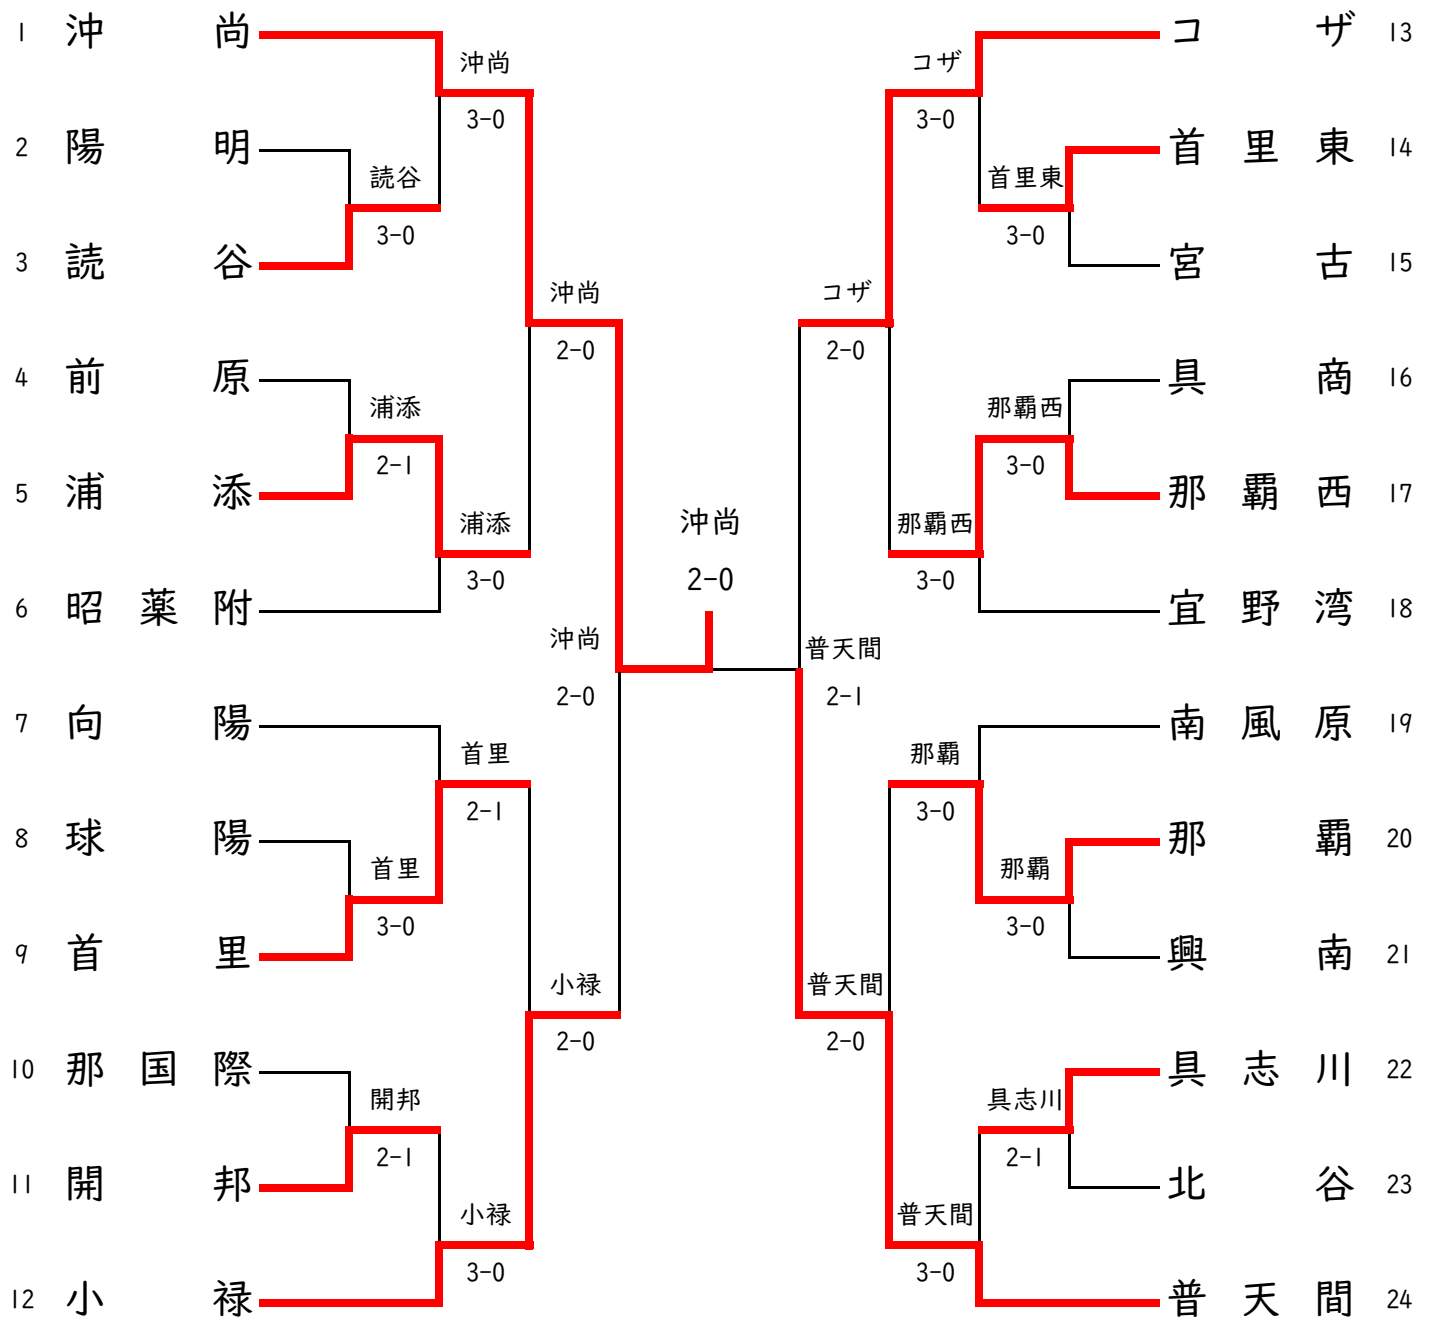 1 沖尚
2 陽明
3 読谷
4 前原
5 浦添
6 昭薬附
7 向陽
8 球陽
9 首里
10 那国際
11 開邦
12 小禄
読谷
3-0
浦添
2-1
首里
3-0
開邦
2-1
沖尚
3-0
浦添
3-0
首里
2-1
小禄
3-0
沖尚
2-0
小禄
2-0
沖尚
2-0
沖尚
2-0
普天間
2-1
コザ
2-0
普天間
2-0
コザ
3-0
那覇西
3-0
那覇
3-0
普天間
3-0
首里東
3-0
那覇西
3-0
那覇
3-0
具志川
2-1
コザ 13
首里東 14
宮古 15
具商 16
那覇西 17
宜野湾 18
南風原 19
那覇 20
興南 21
具志川 22
北谷 23
普天間 24